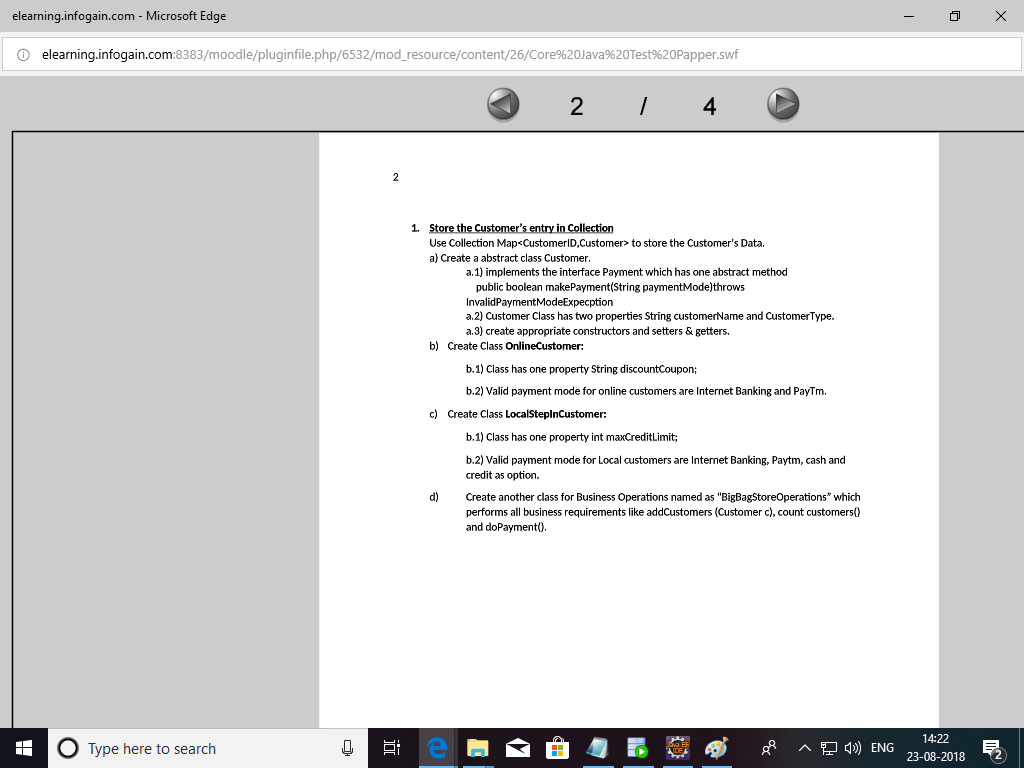 elearning.infogain.com - Microsoft Edge
elearning.infogain.com:8383/moodle/pluginfile.php/6532/mod_resource/content/26/Core%20Java%20Test%20Papper.swf
2 / 4
2
1. Store the Customer's entry in Collection
Use Collection Map<CustomerID,Customer> to store the Customer's Data.
a) Create a abstract class Customer.
a.1) implements the interface Payment which has one abstract method
public boolean makePayment(String paymentMode)throws
InvalidPaymentModeExpecption
a.2) Customer Class has two properties String customerName and CustomerType.
a.3) create appropriate constructors and setters & getters.
b) Create Class OnlineCustomer:
b.1) Class has one property String discountCoupon;
b.2) Valid payment mode for online customers are Internet Banking and PayTm.
c) Create Class LocalStepInCustomer:
b.1) Class has one property int maxCreditLimit;
b.2) Valid payment mode for Local customers are Internet Banking, Paytm, cash and
credit as option.
d) Create another class for Business Operations named as "BigBagStoreOperations" which
performs all business requirements like addCustomers (Customer c), count customers()
and doPayment().
Type here to search
ENG
14:22
23-08-2018
2